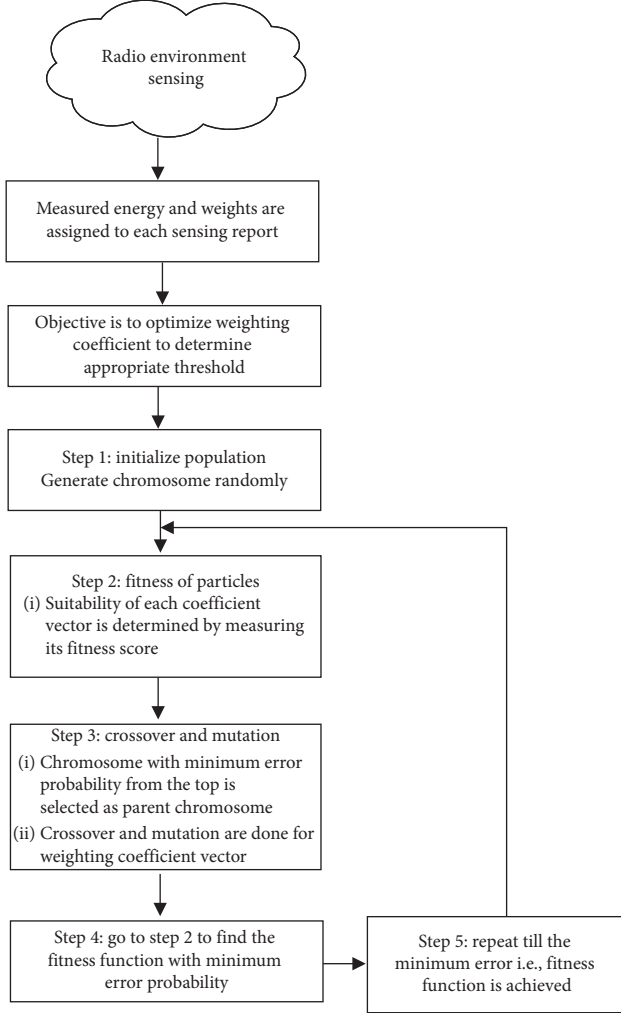 Radio environment
sensing
Measured energy and weights are
assigned to each sensing report
Objective is to optimize weighting
coefficient to determine
appropriate threshold
Step 1: initialize population
Generate chromosome randomly
Step 2: fitness of particles
(i) Suitability of each coefficient
vector is determined by measuring
its fitness score
Step 3: crossover and mutation
(i) Chromosome with minimum error
probability from the top is
selected as parent chromosome
(ii) Crossover and mutation are done for
weighting coefficient vector
Step 4: go to step 2 to find the
fitness function with minimum
error probability
Step 5: repeat till the
minimum error i.e., fitness
function is achieved